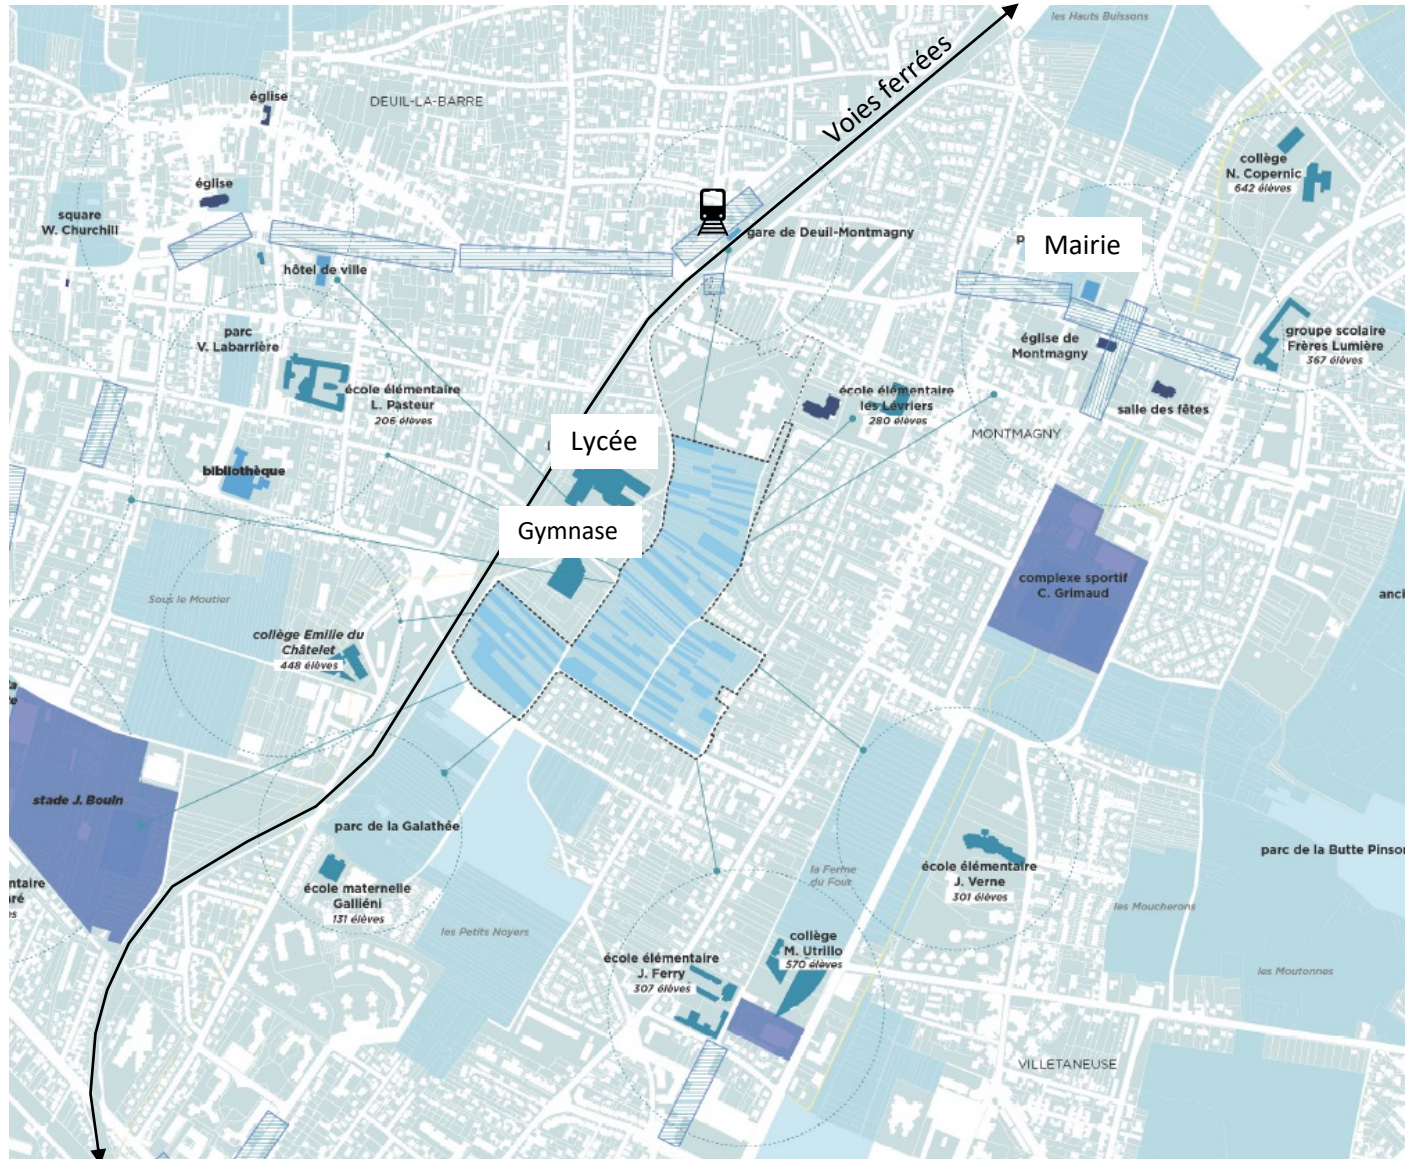 les Hauts Buissons
Voies ferrées
église
DEUIL-LA-BARRE
collège
N. Copernic
642 élèves
église
square
W. Churchill
gare de Deuil-Montmagny
Mairie
hôtel de ville
parc
V. Labarrière
église de
Montmagny
groupe scolaire
Frères Lumière
367 élèves
école élémentaire
L. Pasteur
206 élèves
école élémentaire
les Lévriers
280 élèves
salle des fêtes
MONTMAGNY
Lycée
bibliothèque
Gymnase
complexe sportif
C. Grimaud
anci
Sous le Moutier
collège Emilie du
Châtelet
448 élèves
stade J. Bouin
parc de la Galathée
parc de la Butte Pinson
la Ferme
du Four
école élémentaire
J. Verne
301 élèves
école maternelle
Galliéni
131 élèves
ntaire
les Moucherons
les Petits Noyers
collège
M. Utrillo
570 élèves
école élémentaire
J. Ferry
307 élèves
les Moutonnes
VILLETANEUSE